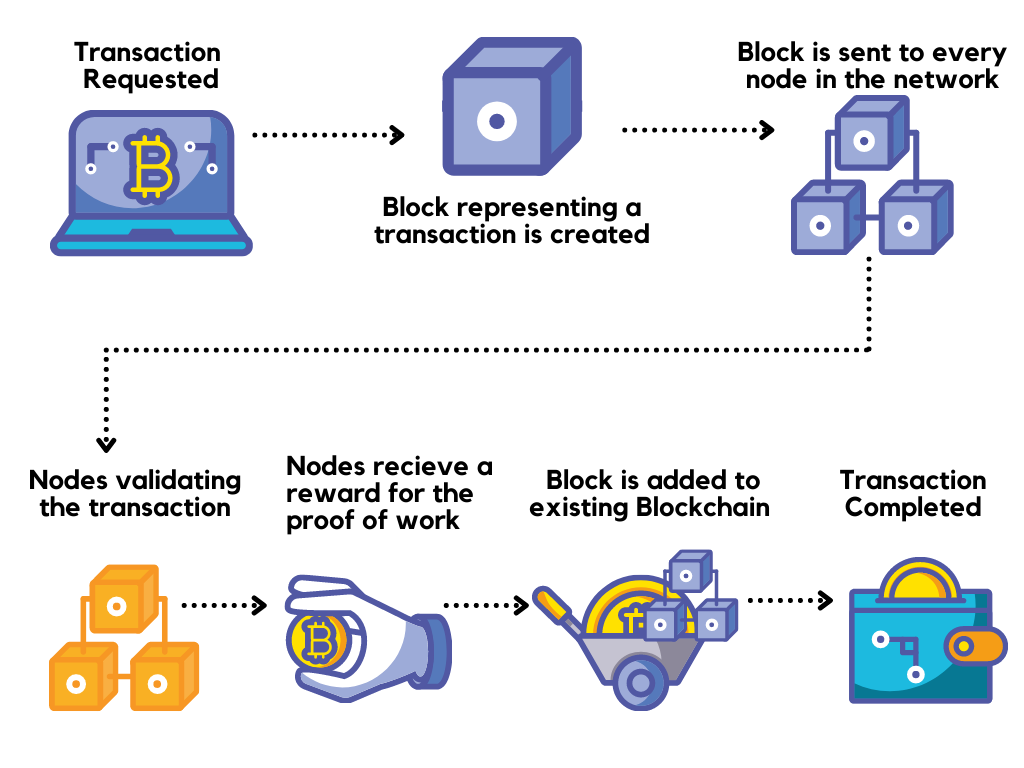 Transaction
Requested
Block representing a
transaction is created
Block is sent to every
node in the network
Nodes validating
the transaction
Nodes recieve a
reward for the
proof of work
Block is added to
existing Blockchain
Transaction
Completed